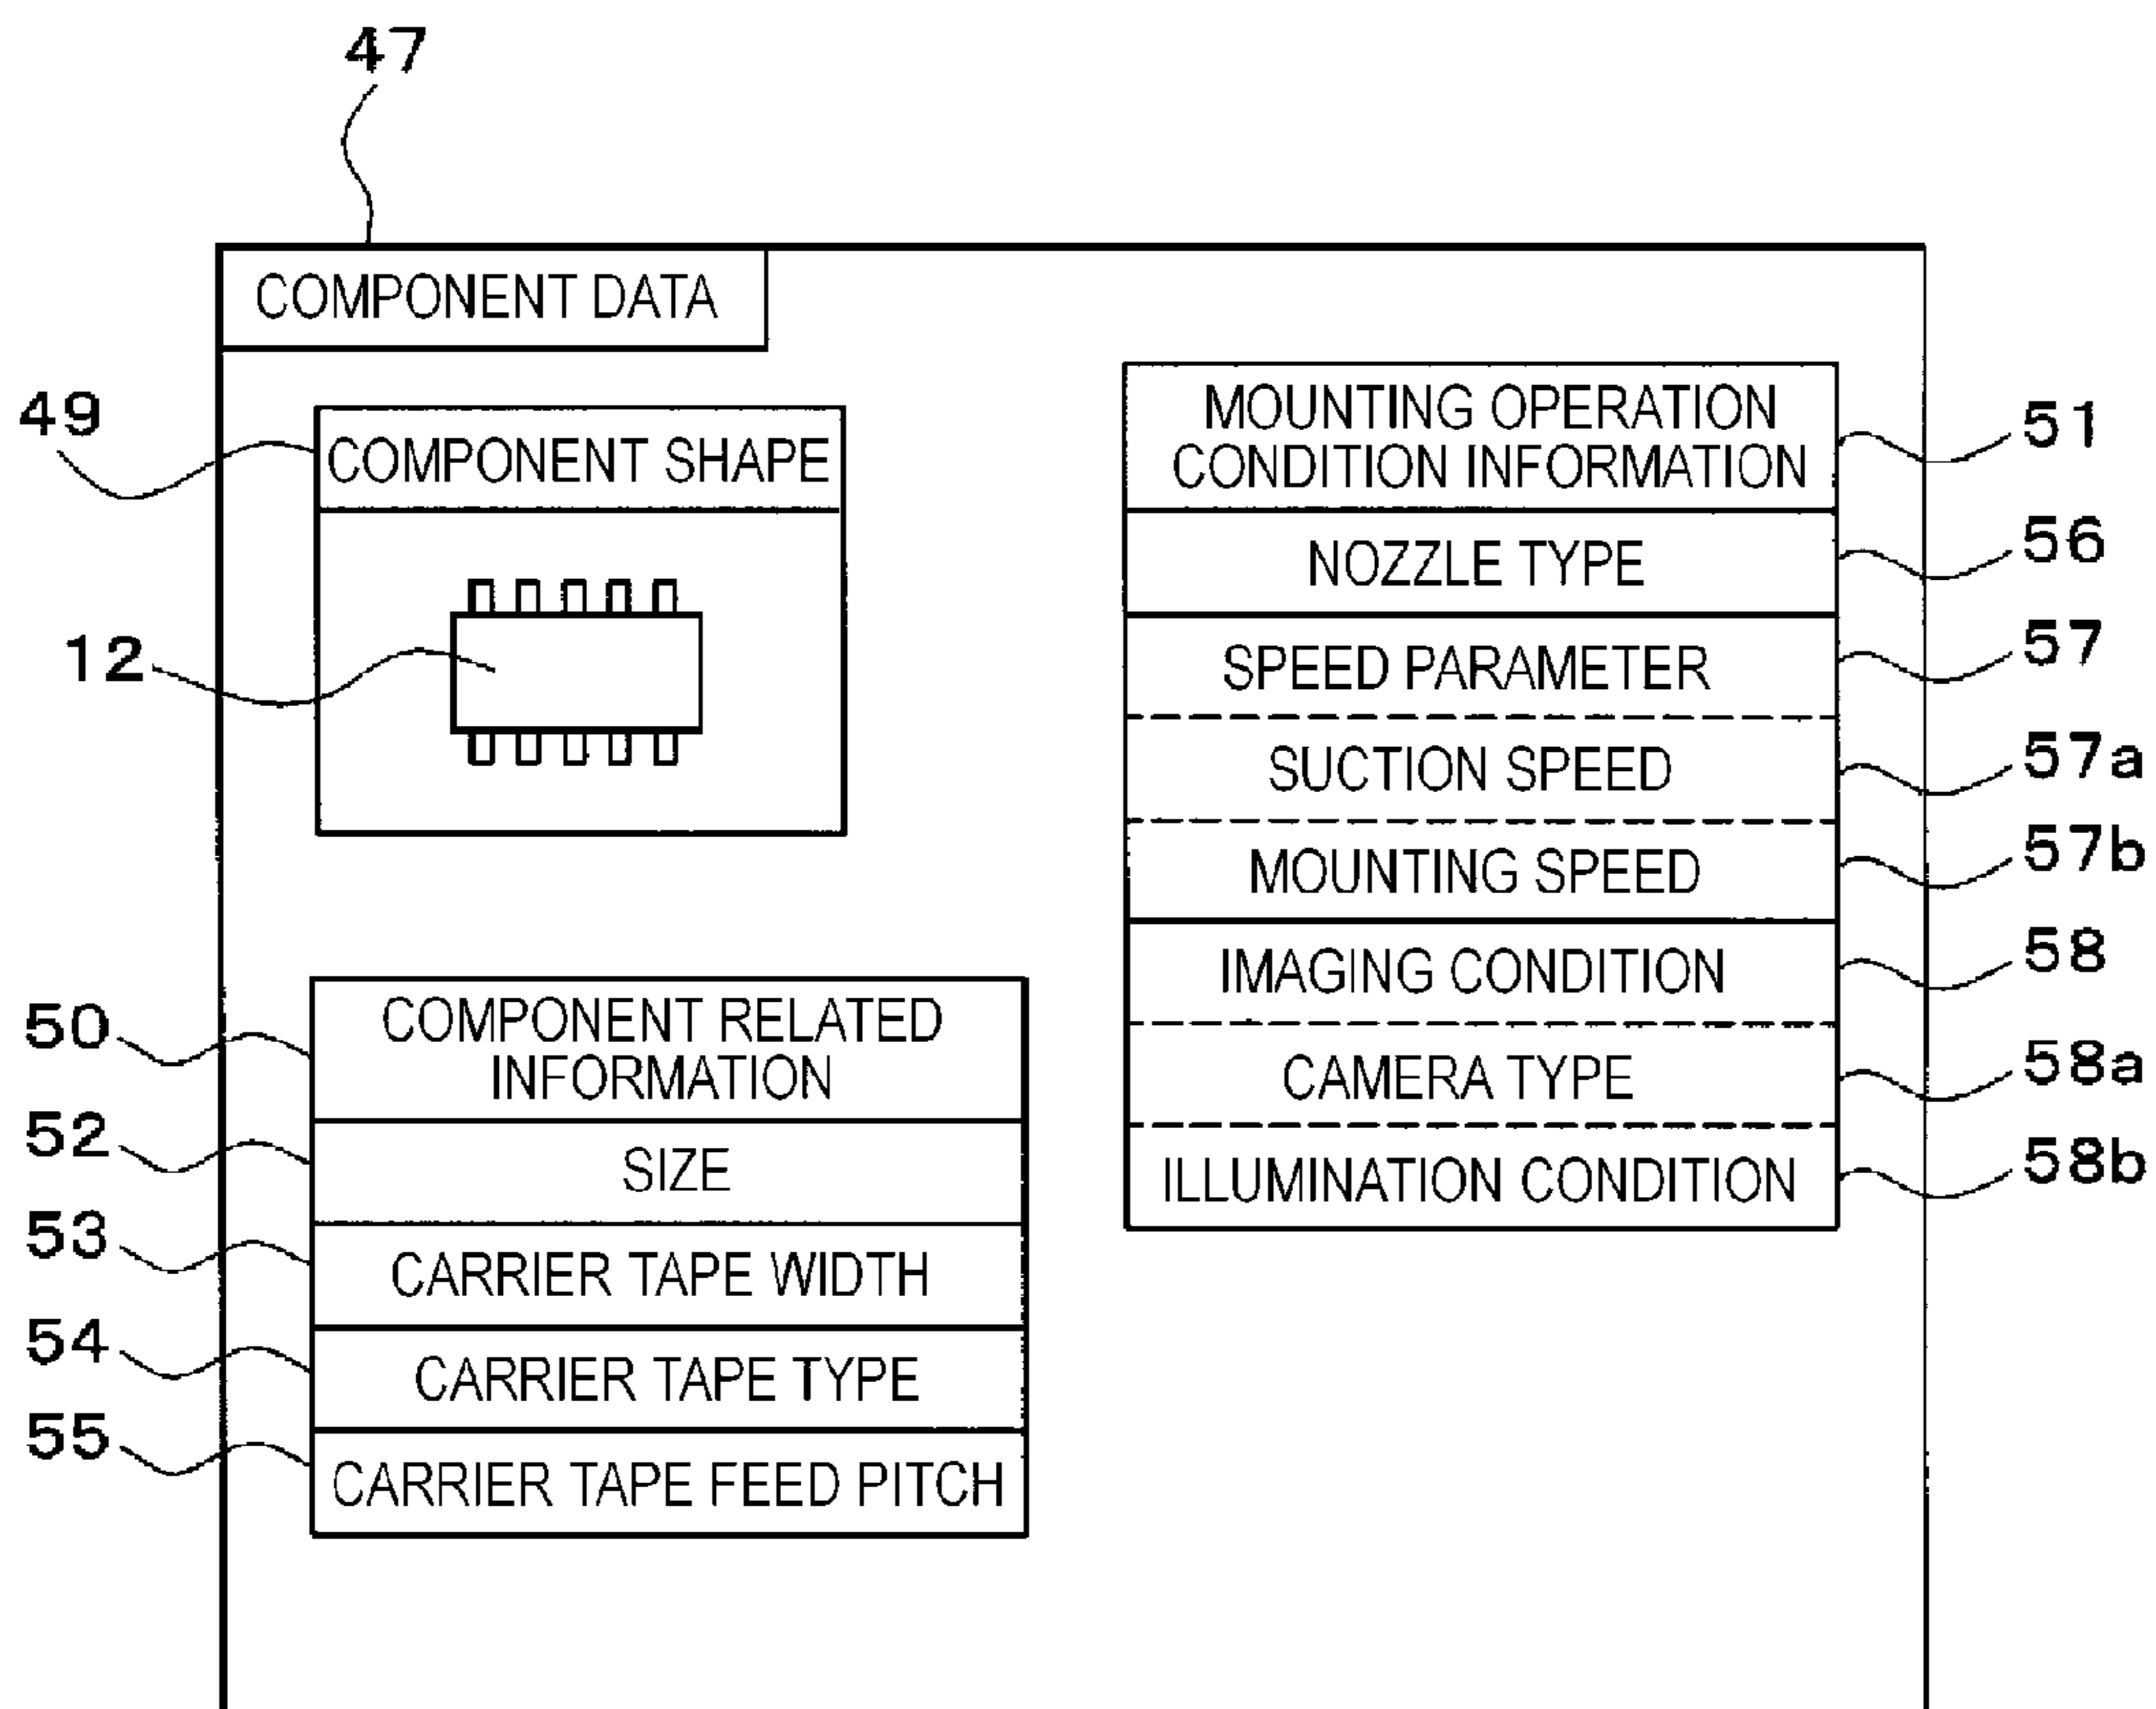 47
COMPONENT DATA
49
COMPONENT SHAPE
12
50
COMPONENT RELATED
INFORMATION
52
SIZE
53
CARRIER TAPE WIDTH
54
CARRIER TAPE TYPE
55
CARRIER TAPE FEED PITCH
MOUNTING OPERATION
CONDITION INFORMATION
51
NOZZLE TYPE
56
SPEED PARAMETER
57
SUCTION SPEED
57a
MOUNTING SPEED
57b
IMAGING CONDITION
58
CAMERA TYPE
58a
ILLUMINATION CONDITION
58b